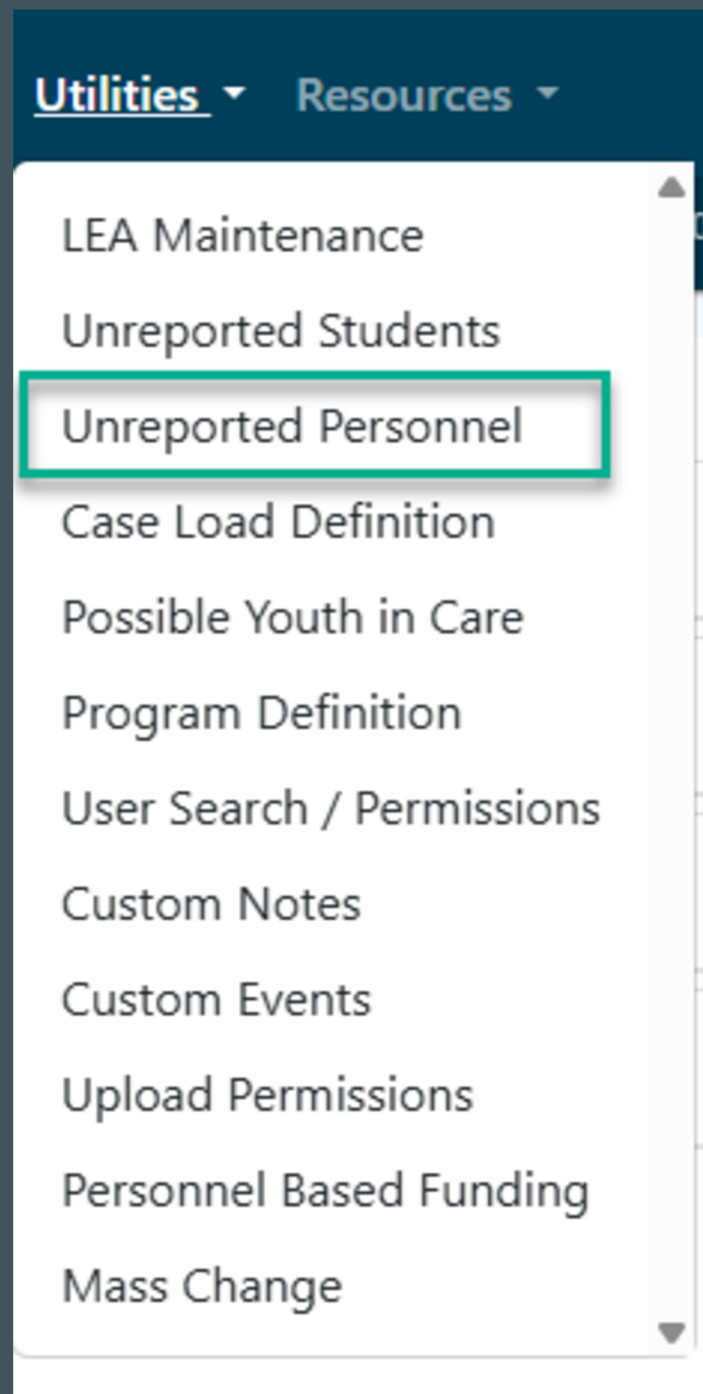 Utilities Resources
LEA Maintenance
Unreported Students
Unreported Personnel
Case Load Definition
Possible Youth in Care
Program Definition
User Search / Permissions
Custom Notes
Custom Events
Upload Permissions
Personnel Based Funding
Mass Change